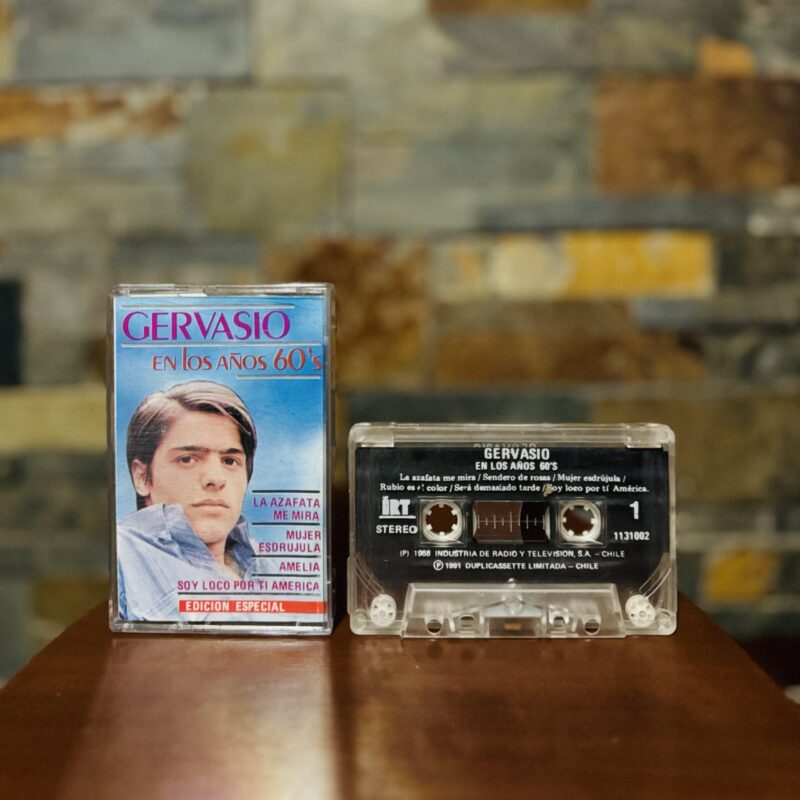 GERVASIO
EN LOS AÑOS 60's
LA AZAFATA
ME MIRA
MUJER
ESDRUJULA
AMELIA
SOY LOCO POR TI AMERICA
EDICION ESPECIAL
GERVASIO
EN LOS AÑOS 60'S
La azafata me mira / Sendero de rosas / Mujer esdrújula /
Rubio es el color / Será demasiado tarde / Soy loco por tí América.
IRT
STEREO
1
1131002
(P) 1968 INDUSTRIA DE RADIO Y TELEVISION, S.A. – CHILE
Ⓟ 1991 DUPLICASSETTE LIMITADA – CHILE